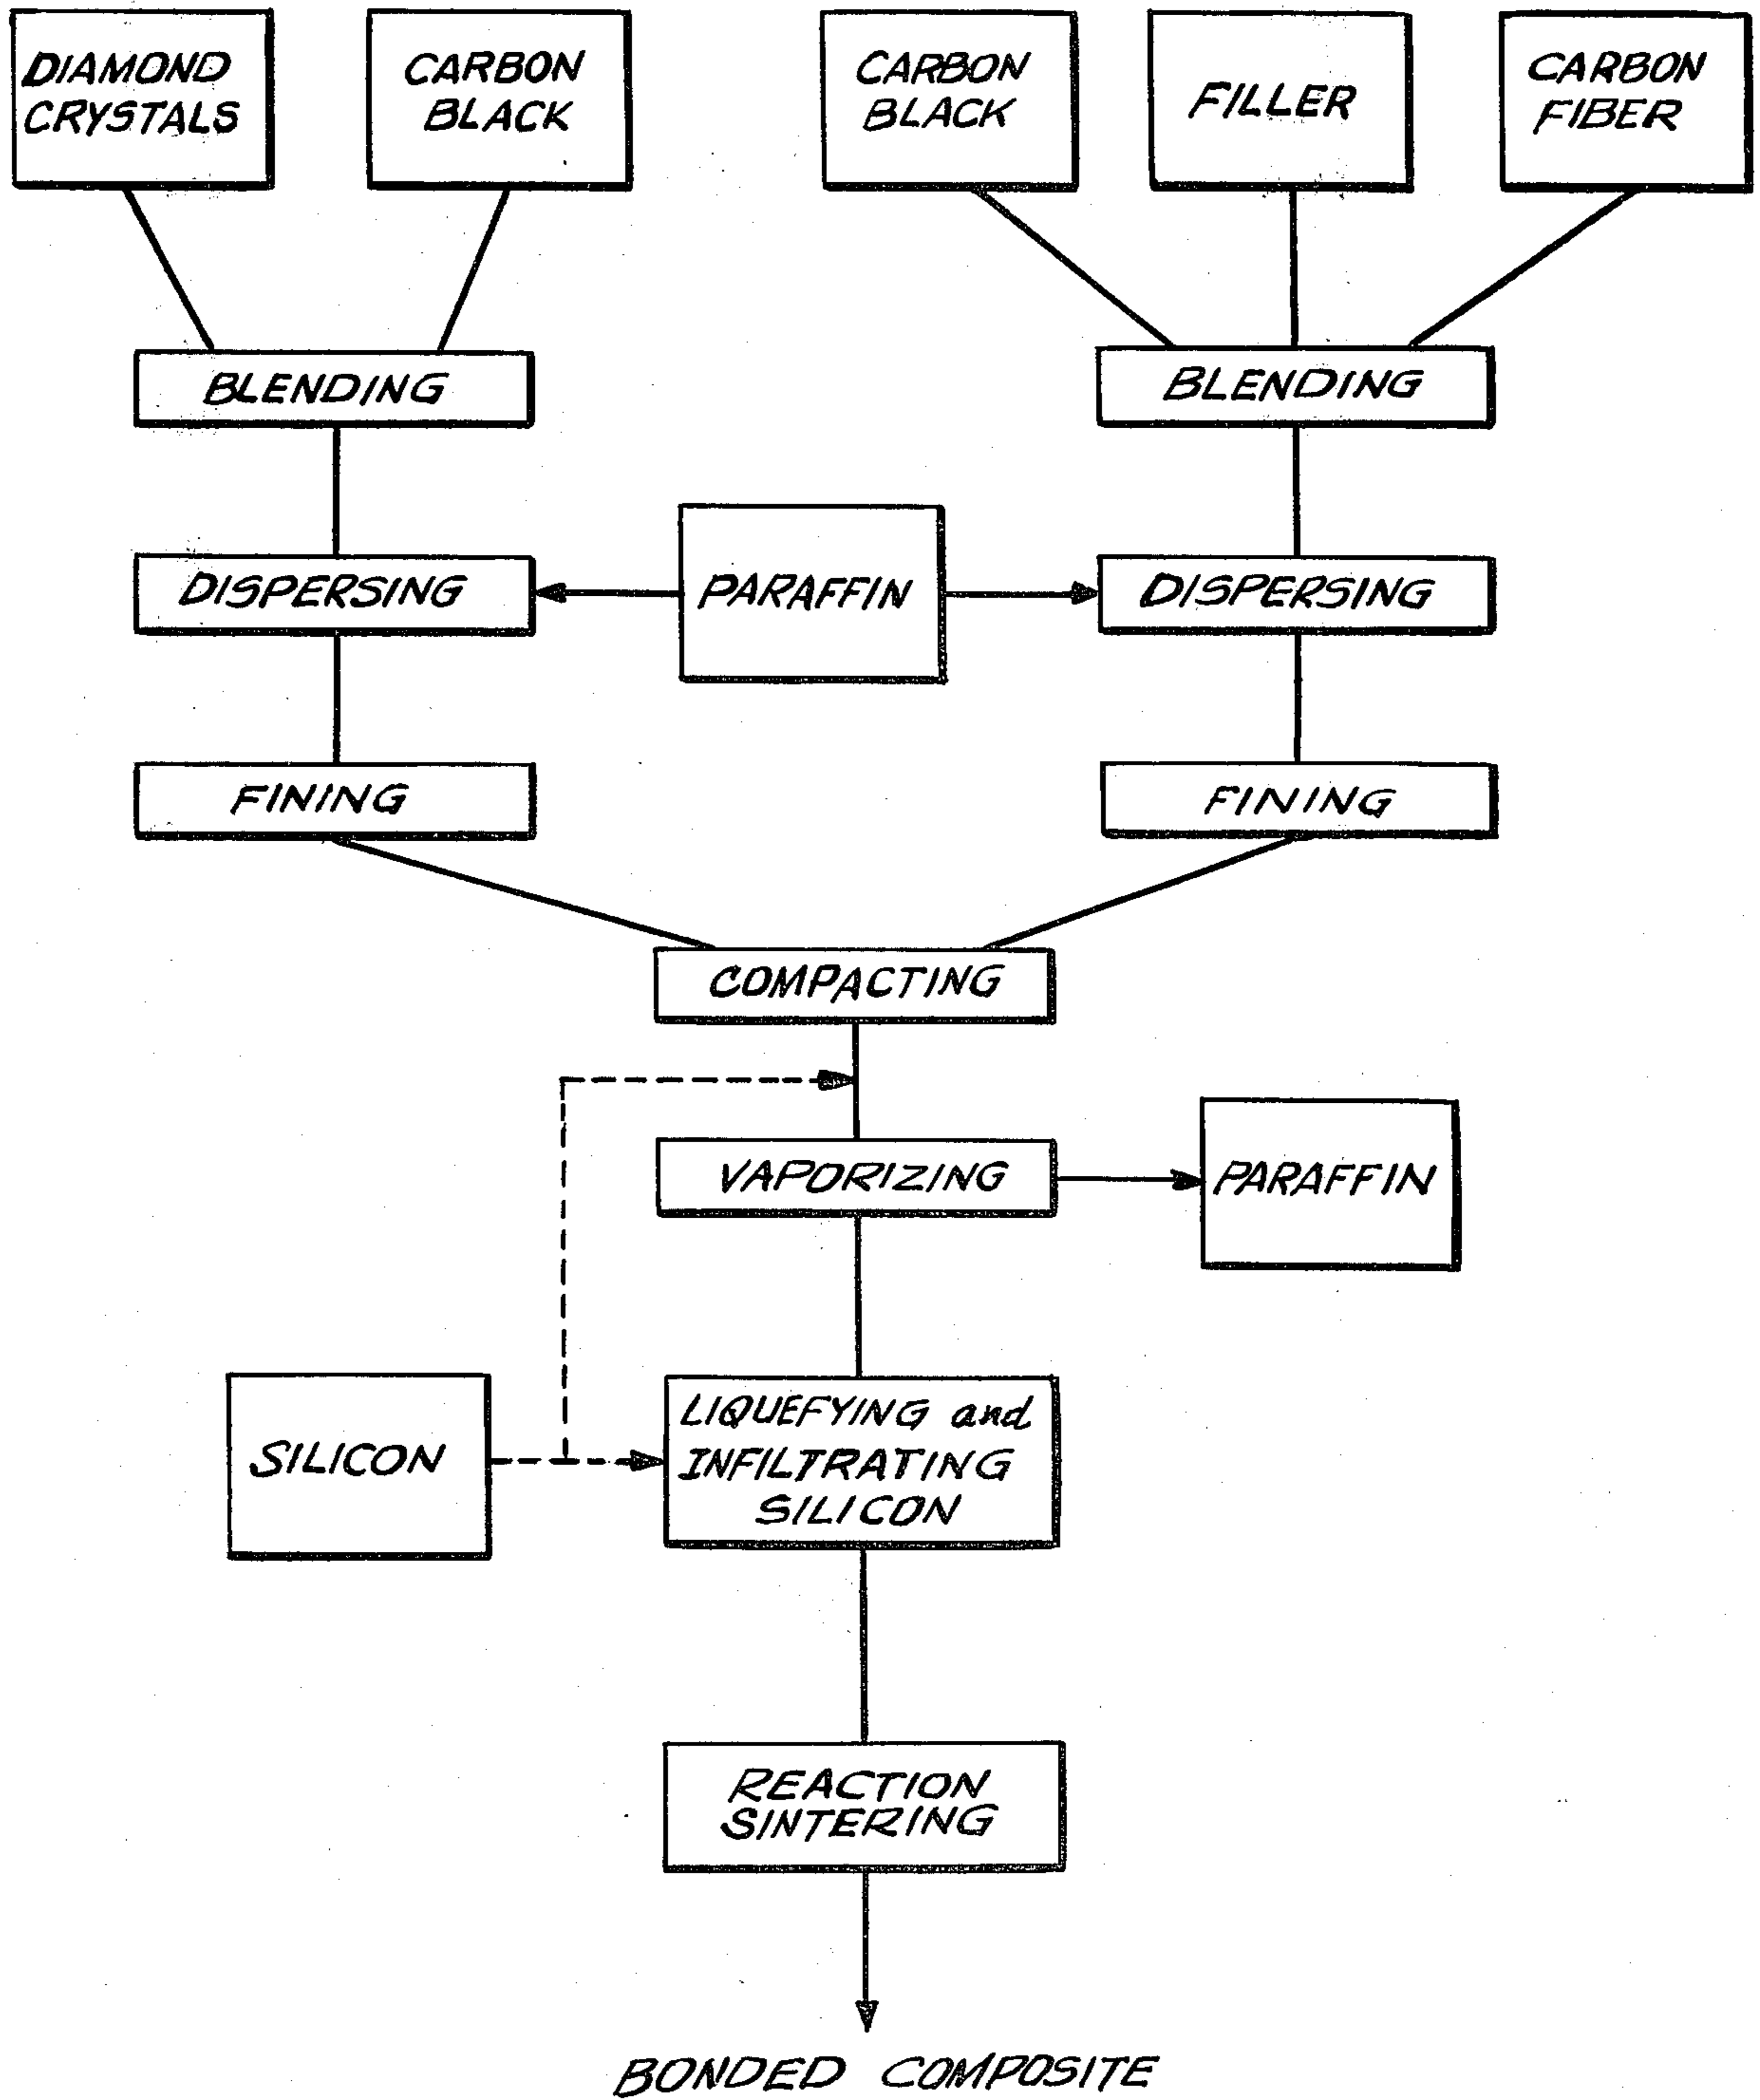 DIAMOND
CRYSTALS
CARBON
BLACK
CARBON
BLACK
FILLER
CARBON
FIBER
BLENDING
BLENDING
DISPERSING
PARAFFIN
DISPERSING
FINING
FINING
COMPACTING
VAPORIZING
PARAFFIN
SILICON
LIQUEFYING and
INFILTRATING
SILICON
REACTION
SINTERING
BONDED COMPOSITE